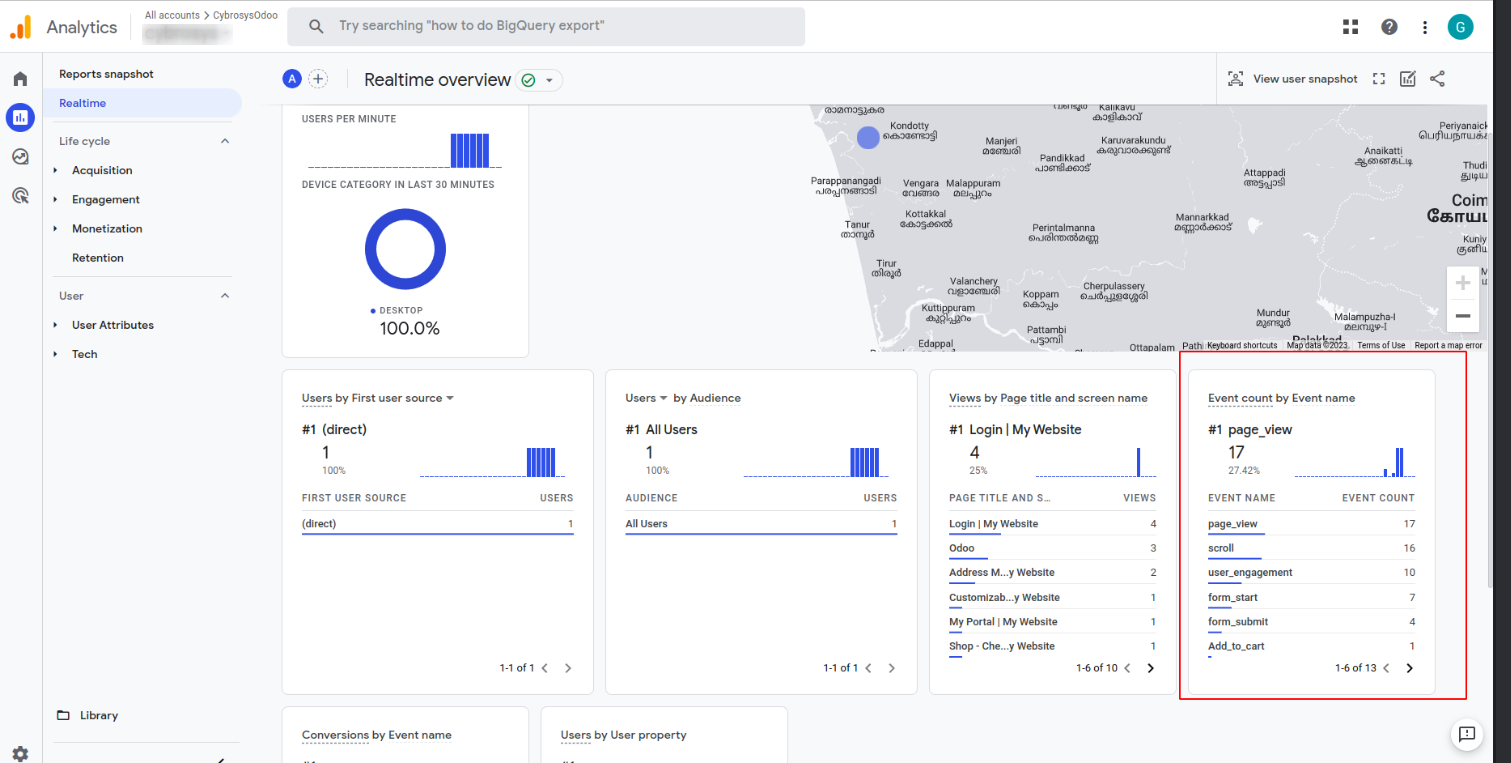 Analytics
All accounts > CybrosysOdoo
Try searching "how to do BigQuery export"
G
Reports snapshot
Realtime
Life cycle
Acquisition
Engagement
Monetization
Retention
User
User Attributes
Tech
Library
A
Realtime overview
View user snapshot
USERS PER MINUTE
DEVICE CATEGORY IN LAST 30 MINUTES
DESKTOP
100.0%
രാമനാട്ടുകര
Kalikavu
കാളികാവ്
Kondotty
കൊണ്ടോട്ടി
Manjeri
മഞ്ചേരി
Karuvarakundu
കരുവാരക്കുണ്ട്
Pandikkad
പാണ്ടിക്കാട്
Anaikatti
ஆனைகட்டி
Attappadi
അട്ടപ്പാടി
Parappanangadi
പരപ്പനങ്ങാടി
Vengara
വേങ്ങര
Malappuram
മലപ്പുറം
Kottakkal
കോട്ടക്കൽ
Tanur
താനൂർ
Perintalmanna
പെരിന്തൽമണ്ണ
Mannarkkad
മണ്ണാർക്കാട്
Tirur
തിരൂർ
Valanchery
വളാഞ്ചേരി
Cherpulassery
ചെർപ്പുളശ്ശേരി
Koppam
കൊപ്പം
Kuttippuram
കുറ്റിപ്പുറം
Pattambi
പട്ടാമ്പി
Mundur
മുണ്ടൂർ
Malampuzha-I
മലമ്പുഴ-I
Edappal
Ottapalam
Palakkad
Keyboard shortcuts
Map data ©2023
Terms of Use
Report a map error
Users by First user source
#1 (direct)
1
100%
FIRST USER SOURCE USERS
(direct) 1
1-1 of 1
Users by Audience
#1 All Users
1
100%
AUDIENCE USERS
All Users 1
1-1 of 1
Views by Page title and screen name
#1 Login | My Website
4
25%
PAGE TITLE AND S... VIEWS
Login | My Website 4
Odoo 3
Address M...y Website 2
Customizab...y Website 1
My Portal | My Website 1
Shop - Che...y Website 1
1-6 of 10
Event count by Event name
#1 page_view
17
27.42%
EVENT NAME EVENT COUNT
page_view 17
scroll 16
user_engagement 10
form_start 7
form_submit 4
Add_to_cart 1
1-6 of 13
Conversions by Event name
Users by User property